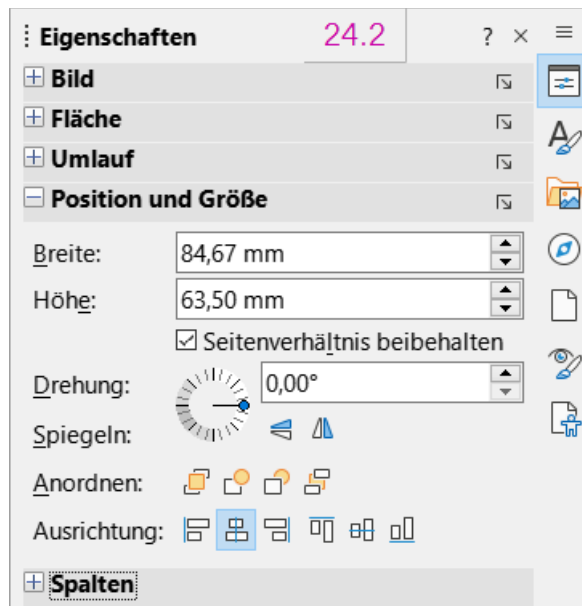 Eigenschaften 24.2 ?
Bild
Fläche
Umlauf
Position und Größe
Breite: 84,67 mm
Höhe: 63,50 mm
Seitenverhältnis beibehalten
Drehung: 0,00°
Spiegeln:
Anordnen:
Ausrichtung:
Spalten